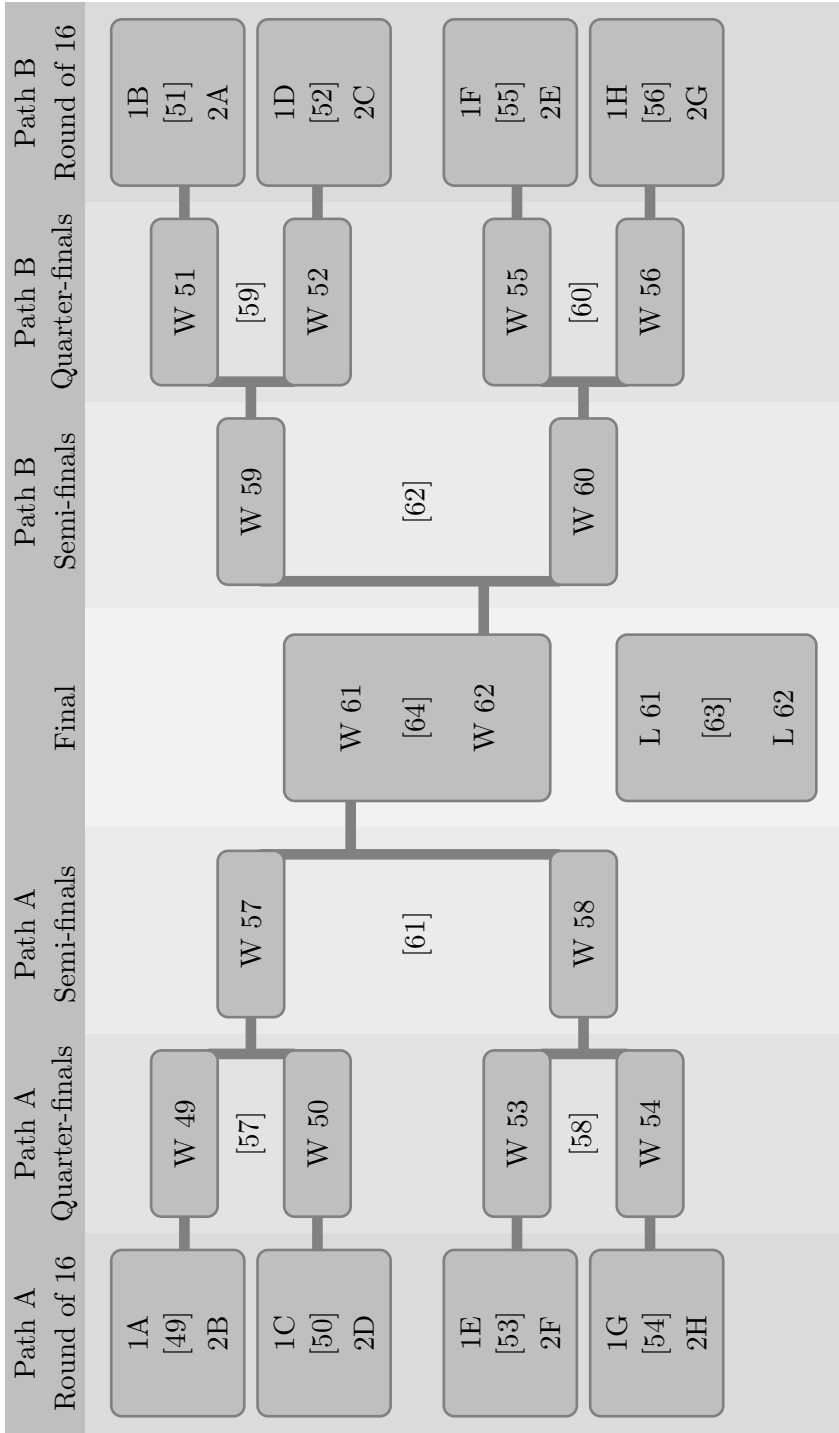 Path A
Round of 16
Path A
Quarter-finals
Path A
Semi-finals
Final
Path B
Semi-finals
Path B
Quarter-finals
Path B
Round of 16
1A
[49]
2B
1C
[50]
2D
1E
[53]
2F
1G
[54]
2H
W 49
[57]
W 50
W 53
[58]
W 54
W 57
[61]
W 58
W 61
[64]
W 62
L 61
[63]
L 62
W 59
[62]
W 60
W 51
[59]
W 52
W 55
[60]
W 56
1B
[51]
2A
1D
[52]
2C
1F
[55]
2E
1H
[56]
2G